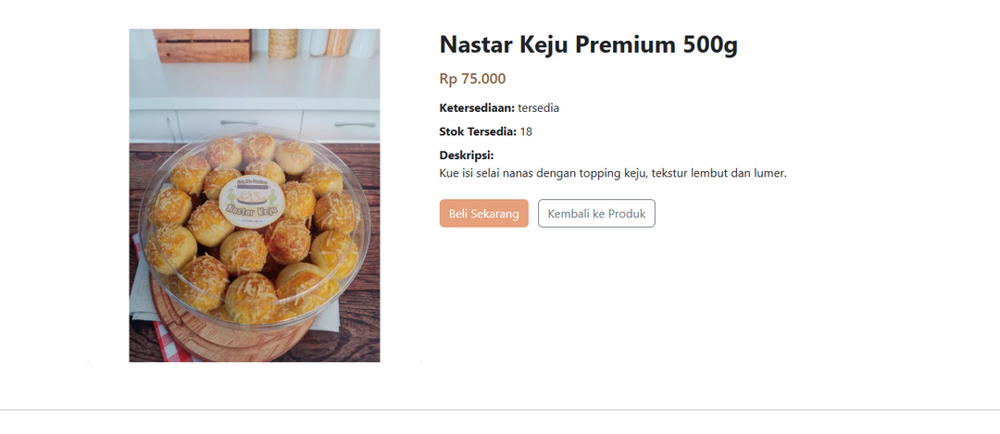 Nastar Keju Premium 500g
Rp 75.000
Ketersediaan: tersedia
Stok Tersedia: 18
Deskripsi:
Kue isi selai nanas dengan topping keju, tekstur lembut dan lumer.
Beli Sekarang
Kembali ke Produk
Nastar Keju